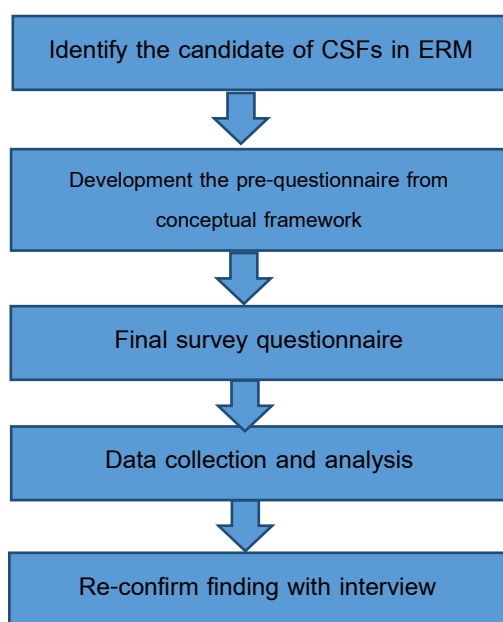 Identify the candidate of CSFs in ERM
Development the pre-questionnaire from
conceptual framework
Final survey questionnaire
Data collection and analysis
Re-confirm finding with interview